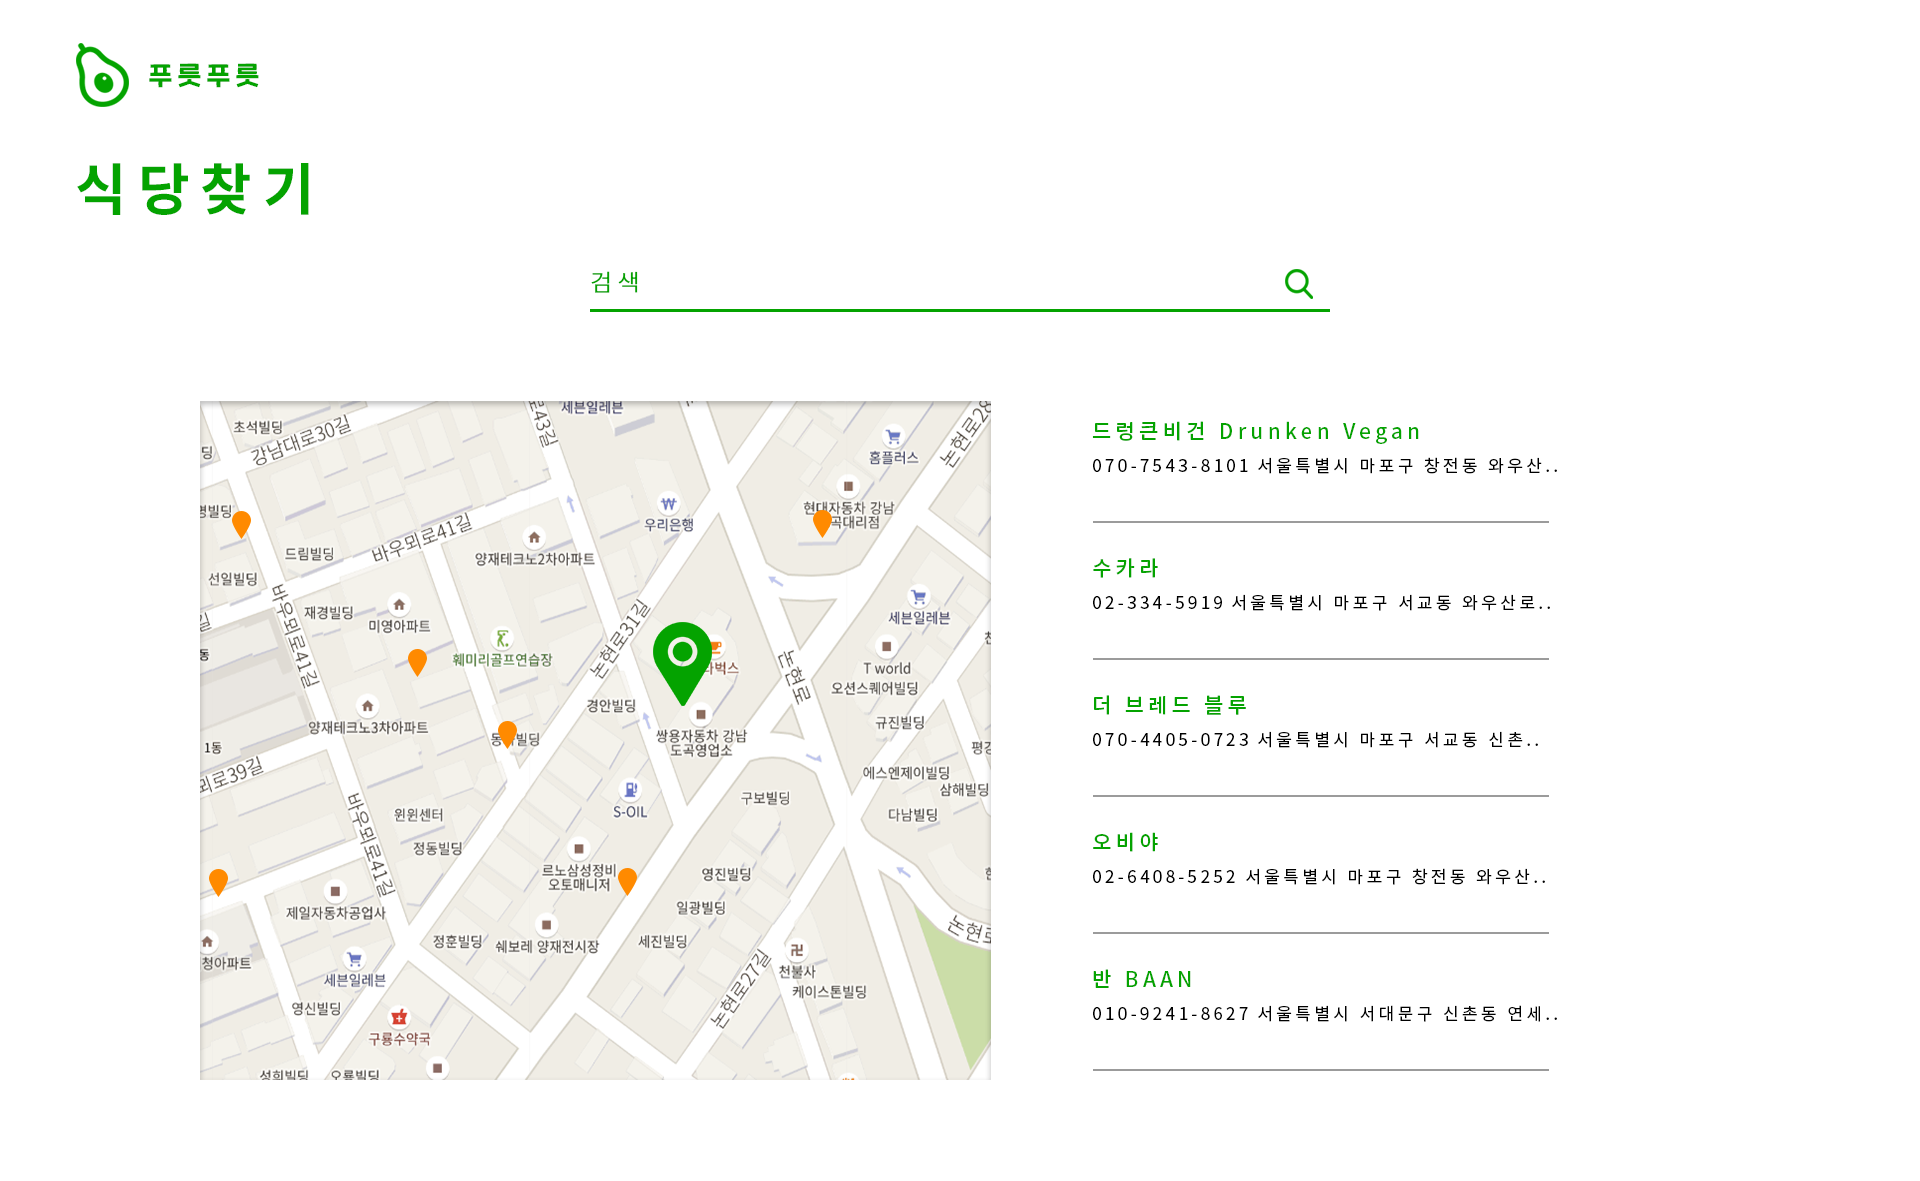 푸릇푸릇
식당찾기
검색
세븐일레븐
초석빌딩
강남대로30길
논현로28
홈플러스
현대자동차 강남
곡대리점
우리은행
바우뫼로41길
드림빌딩
양재테크노2차아파트
선일빌딩
바우뫼로41길
재경빌딩
미영아파트
훼미리골프연습장
논현로31길
세븐일레븐
T world
오션스퀘어빌딩
논현로
경안빌딩
규진빌딩
양재테크노3차아파트
쌍용자동차 강남
도곡영업소
1동
뫼로39길
에스엔제이빌딩
삼해빌딩
구보빌딩
S-OIL
다남빌딩
윈윈센터
바우뫼로41길
정동빌딩
르노삼성정비
오토매니저
영진빌딩
일광빌딩
제일자동차공업사
정훈빌딩
쉐보레 양재전시장
세진빌딩
청아파트
세븐일레븐
천불사
케이스톤빌딩
논현로27길
영신빌딩
구룡수약국
성희빌딩
오룡빌딩
드렁큰비건 Drunken Vegan
070-7543-8101 서울특별시 마포구 창전동 와우산..
수카라
02-334-5919 서울특별시 마포구 서교동 와우산로..
더 브레드 블루
070-4405-0723 서울특별시 마포구 서교동 신촌..
오비야
02-6408-5252 서울특별시 마포구 창전동 와우산..
반 BAAN
010-9241-8627 서울특별시 서대문구 신촌동 연세..